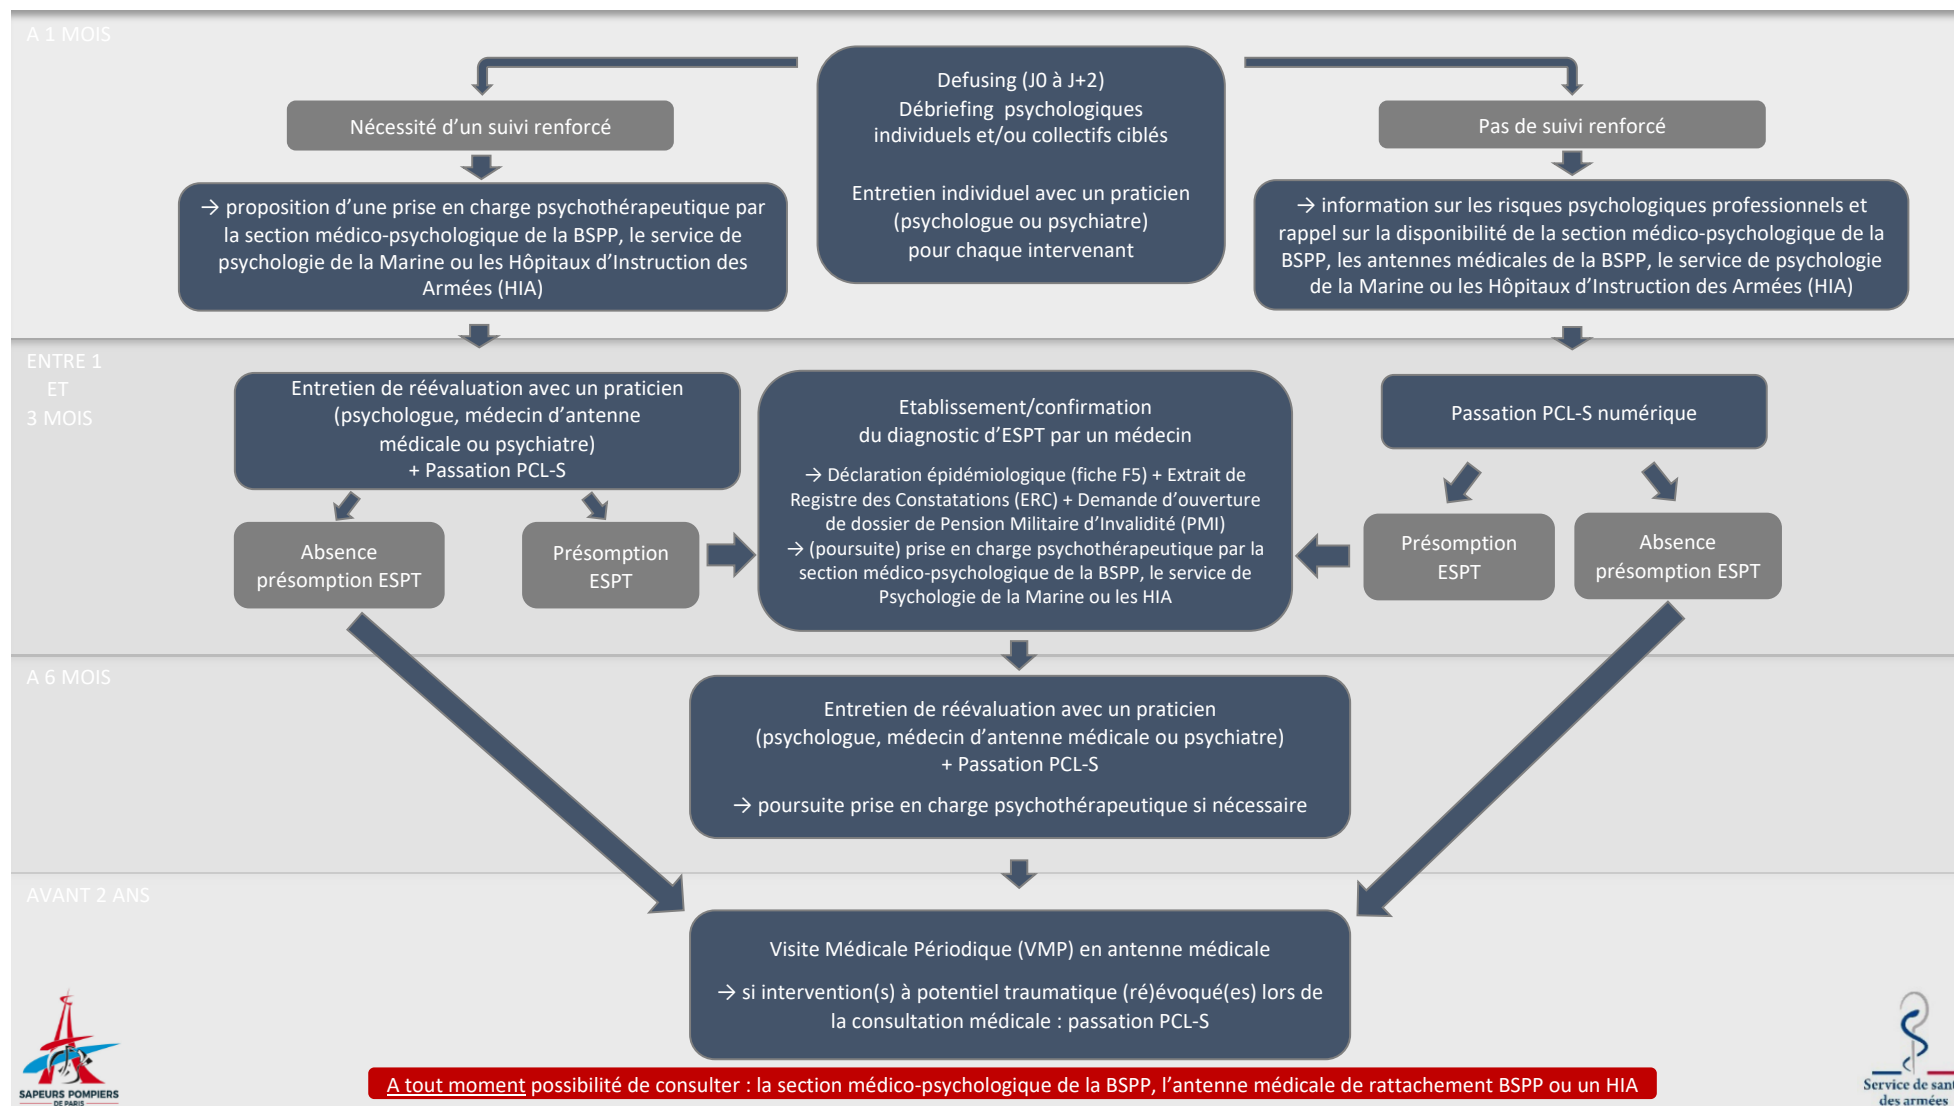 A 1 MOIS
Defusing (J0 à J+2)
Débriefing psychologiques
individuels et/ou collectifs ciblés
Entretien individuel avec un praticien
(psychologue ou psychiatre)
pour chaque intervenant
Nécessité d’un suivi renforcé
→ proposition d’une prise en charge psychothérapeutique par
la section médico-psychologique de la BSPP, le service de
psychologie de la Marine ou les Hôpitaux d’Instruction des
Armées (HIA)
Pas de suivi renforcé
→ information sur les risques psychologiques professionnels et
rappel sur la disponibilité de la section médico-psychologique de la
BSPP, les antennes médicales de la BSPP, le service de psychologie
de la Marine ou les Hôpitaux d’Instruction des Armées (HIA)
ENTRE 1
ET
3 MOIS
Entretien de réévaluation avec un praticien
(psychologue, médecin d’antenne
médicale ou psychiatre)
+ Passation PCL-S
Absence
présomption ESPT
Présomption
ESPT
Etablissement/confirmation
du diagnostic d’ESPT par un médecin
→ Déclaration épidémiologique (fiche F5) + Extrait de
Registre des Constatations (ERC) + Demande d’ouverture
de dossier de Pension Militaire d’Invalidité (PMI)
→ (poursuite) prise en charge psychothérapeutique par la
section médico-psychologique de la BSPP, le service de
Psychologie de la Marine ou les HIA
Passation PCL-S numérique
Présomption
ESPT
Absence
présomption ESPT
A 6 MOIS
Entretien de réévaluation avec un praticien
(psychologue, médecin d’antenne médicale ou psychiatre)
+ Passation PCL-S
→ poursuite prise en charge psychothérapeutique si nécessaire
AVANT 2 ANS
Visite Médicale Périodique (VMP) en antenne médicale
→ si intervention(s) à potentiel traumatique (ré)évoqué(es) lors de
la consultation médicale : passation PCL-S
A tout moment possibilité de consulter : la section médico-psychologique de la BSPP, l’antenne médicale de rattachement BSPP ou un HIA
SAPEURS POMPIERS
DE PARIS
Service de sant
des armées